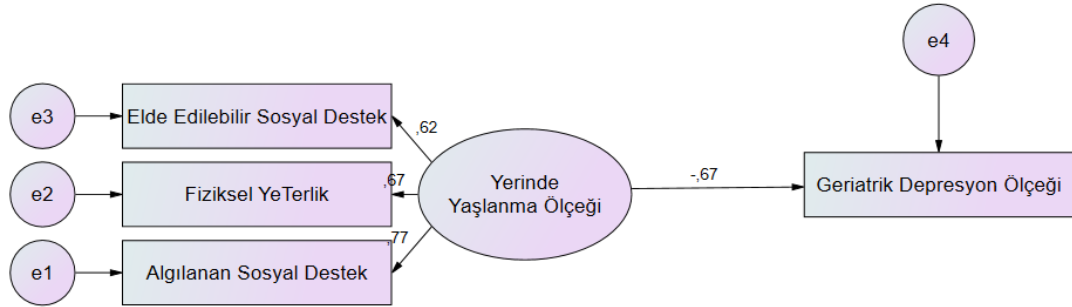 e4
e3
Elde Edilebilir Sosyal Destek
,62
e2
Fiziksel YeTerlik
,67
Yerinde
Yaşlanma Ölçeği
-,67
Geriatrik Depresyon Ölçeği
e1
Algılanan Sosyal Destek
,77